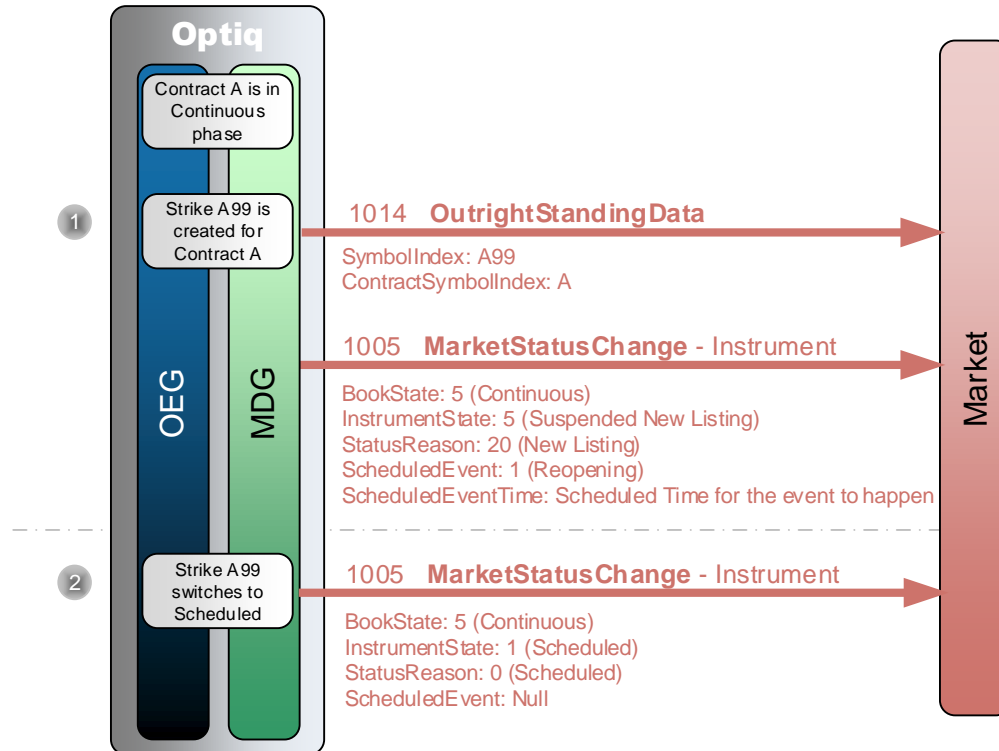 Optiq
Contract A is in
Continuous
phase
1
Strike A99 is
created for
Contract A
1014 OutrightStandingData
SymbolIndex: A99
ContractSymbolIndex: A
1005 MarketStatusChange - Instrument
BookState: 5 (Continuous)
InstrumentState: 5 (Suspended New Listing)
StatusReason: 20 (New Listing)
ScheduledEvent: 1 (Reopening)
ScheduledEventTime: Scheduled Time for the event to happen
OEG
MDG
Market
2
Strike A99
switches to
Scheduled
1005 MarketStatusChange - Instrument
BookState: 5 (Continuous)
InstrumentState: 1 (Scheduled)
StatusReason: 0 (Scheduled)
ScheduledEvent: Null